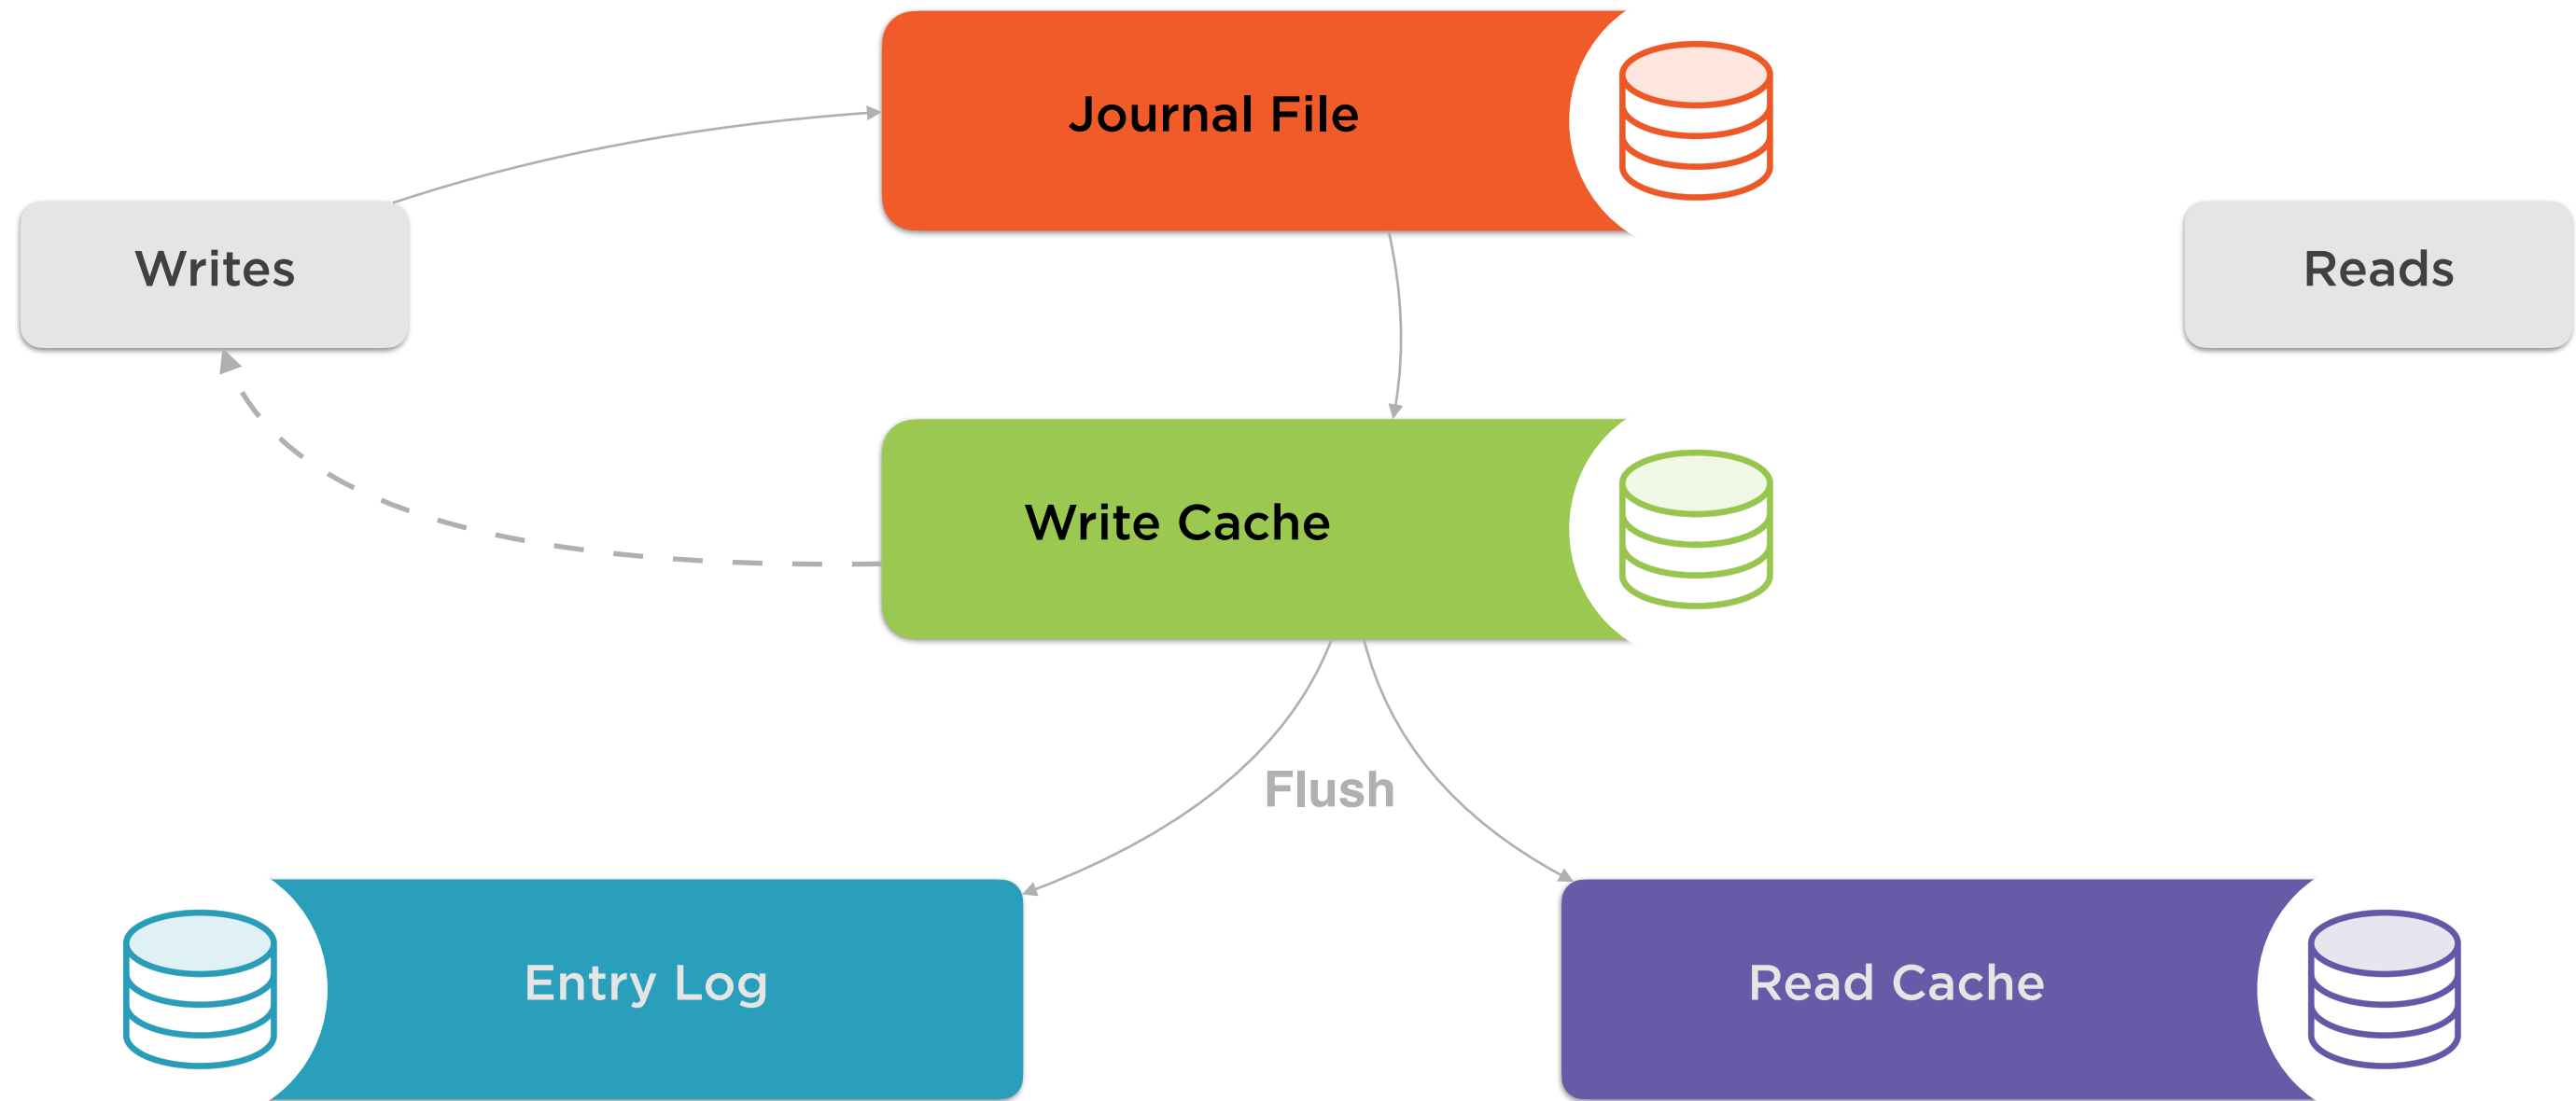 Journal File
Writes
Reads
Write Cache
Flush
Entry Log
Read Cache